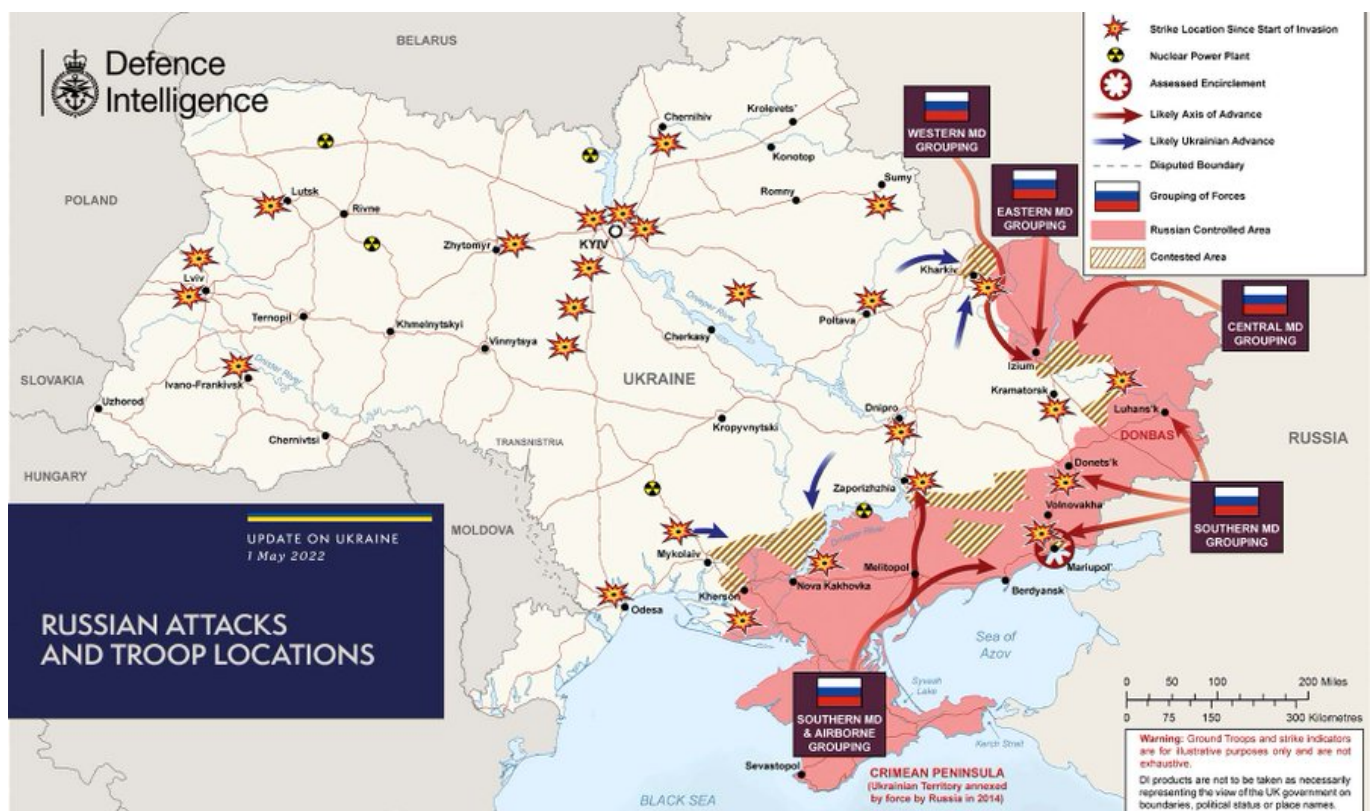 Defence
Intelligence
BELARUS
POLAND
SLOVAKIA
HUNGARY
MOLDOVA
TRANSNISTRIA
UKRAINE
RUSSIA
DONBAS
Strike Location Since Start of Invasion
Nuclear Power Plant
Assessed Encirclement
Likely Axis of Advance
Likely Ukrainian Advance
Disputed Boundary
Grouping of Forces
Russian Controlled Area
Contested Area
WESTERN MD
GROUPING
EASTERN MD
GROUPING
CENTRAL MD
GROUPING
SOUTHERN MD
GROUPING
SOUTHERN MD
& AIRBORNE
GROUPING
Chernihiv
Krolevets'
Konotop
Sumy
Romny
Lutsk
Rivne
Zhytomyr
KYIV
Kharkiv
Lviv
Ternopil
Khmelnytskyi
Vinnytsya
Cherkasy
Dnieper River
Poltava
Izium
Kramatorsk
Luhans'k
Ivano-Frankivsk
Dniester River
Uzhorod
Chernivtsi
Kropyvnytski
Dnipro
Donets'k
Zaporizhzhia
Volnovakha
Dnieper River
Mykolaiv
Mariupol'
Nova Kakhovka
Melitopol
Kherson
Berdyansk
Odesa
Sea of
Azov
Syvash
Lake
Kerch Strait
Sevastopol
CRIMEAN PENINSULA
(Ukrainian Territory annexed
by force by Russia in 2014)
BLACK SEA
UPDATE ON UKRAINE
1 May 2022
RUSSIAN ATTACKS
AND TROOP LOCATIONS
0 50 100 200 Miles
0 75 150 300 Kilometres
Warning: Ground Troops and strike indicators
are for illustrative purposes only and are not
exhaustive.
DI products are not to be taken as necessarily
representing the view of the UK government on
boundaries, political status or place names.